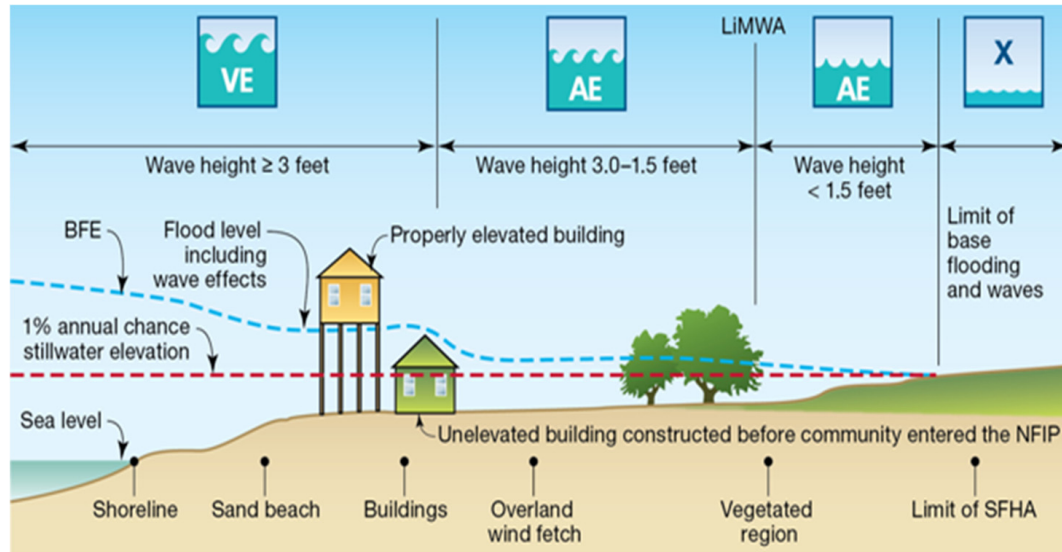 LiMWA
VE
AE
AE
X
Wave height ≥ 3 feet
Wave height 3.0–1.5 feet
Wave height
< 1.5 feet
Limit of
base
flooding
and waves
BFE
Flood level
including
wave effects
Properly elevated building
1% annual chance
stillwater elevation
Sea level
Unelevated building constructed before community entered the NFIP
Shoreline
Sand beach
Buildings
Overland
wind fetch
Vegetated
region
Limit of SFHA